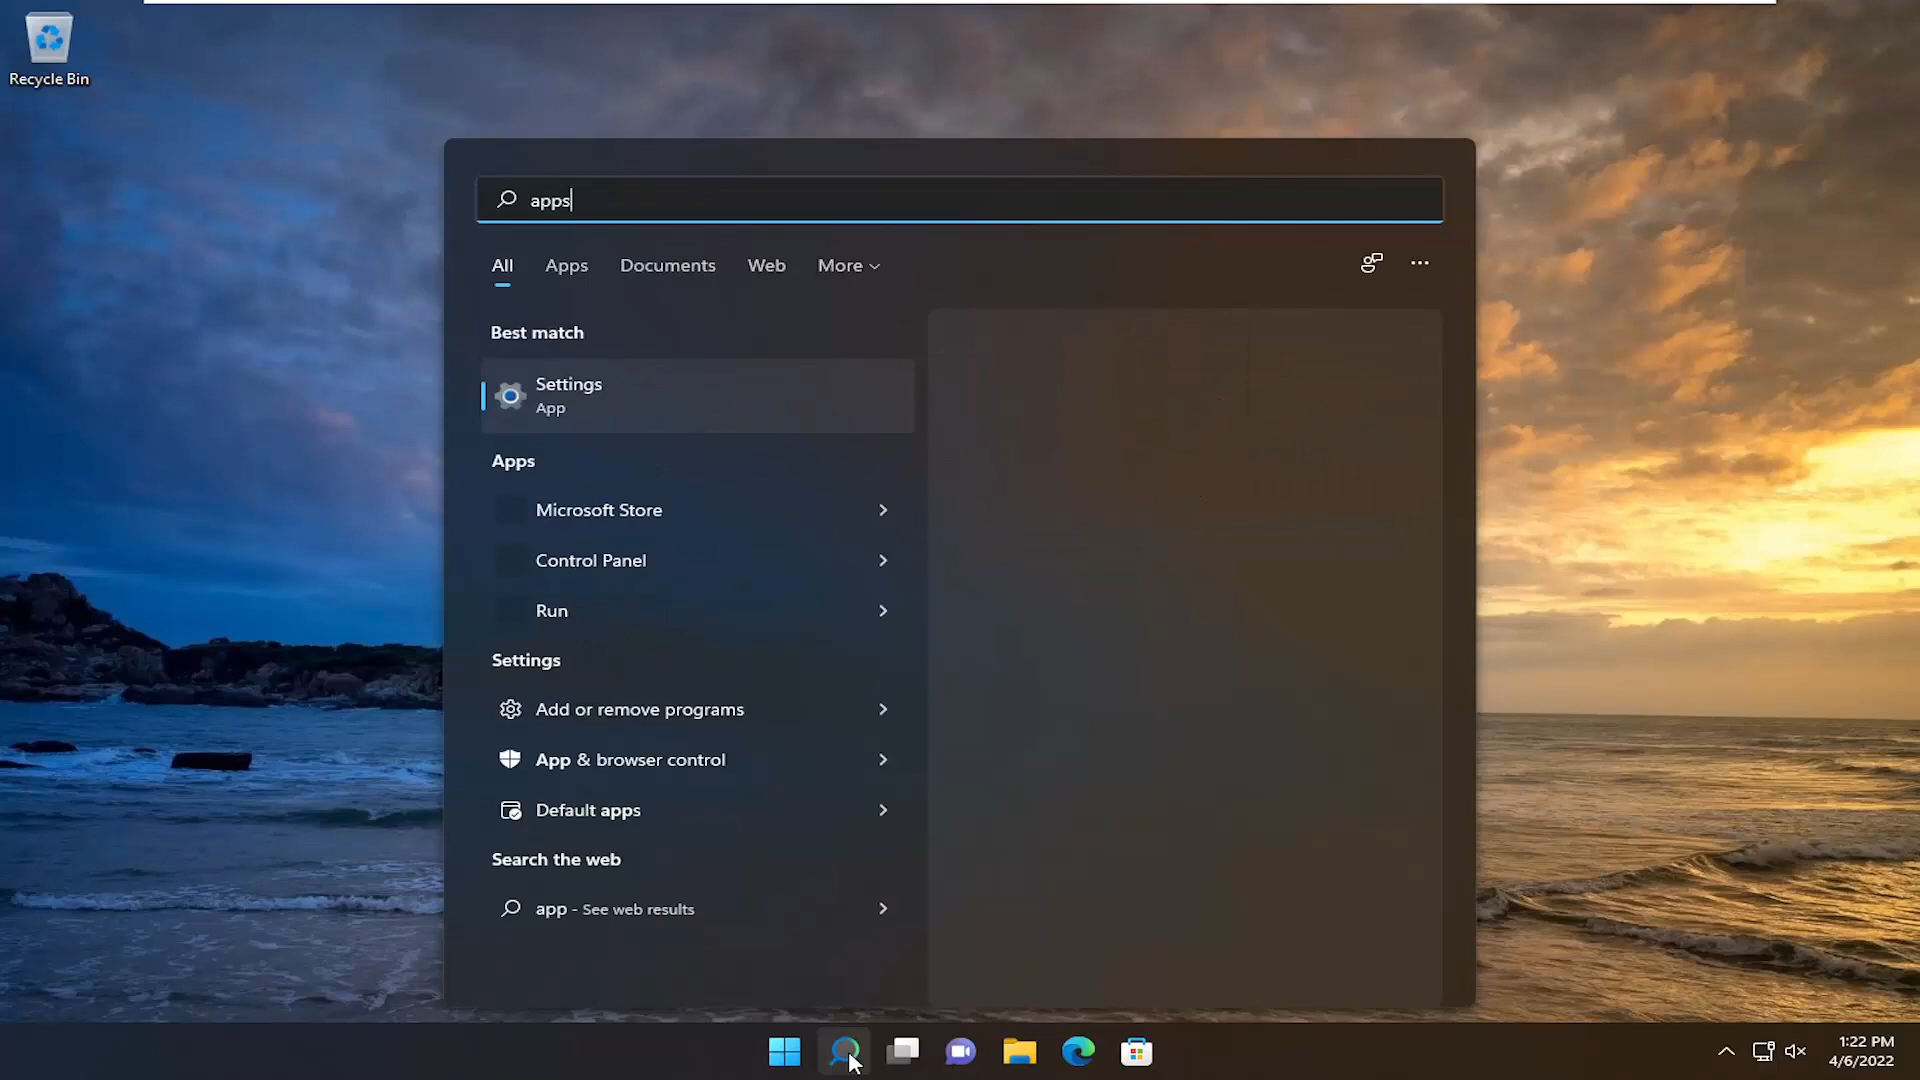 Recycle Bin
apps
All Apps Documents Web More
Best match
Settings
App
Apps
Microsoft Store
Control Panel
Run
Settings
Add or remove programs
App & browser control
Default apps
Search the web
app - See web results
1:22 PM
4/6/2022